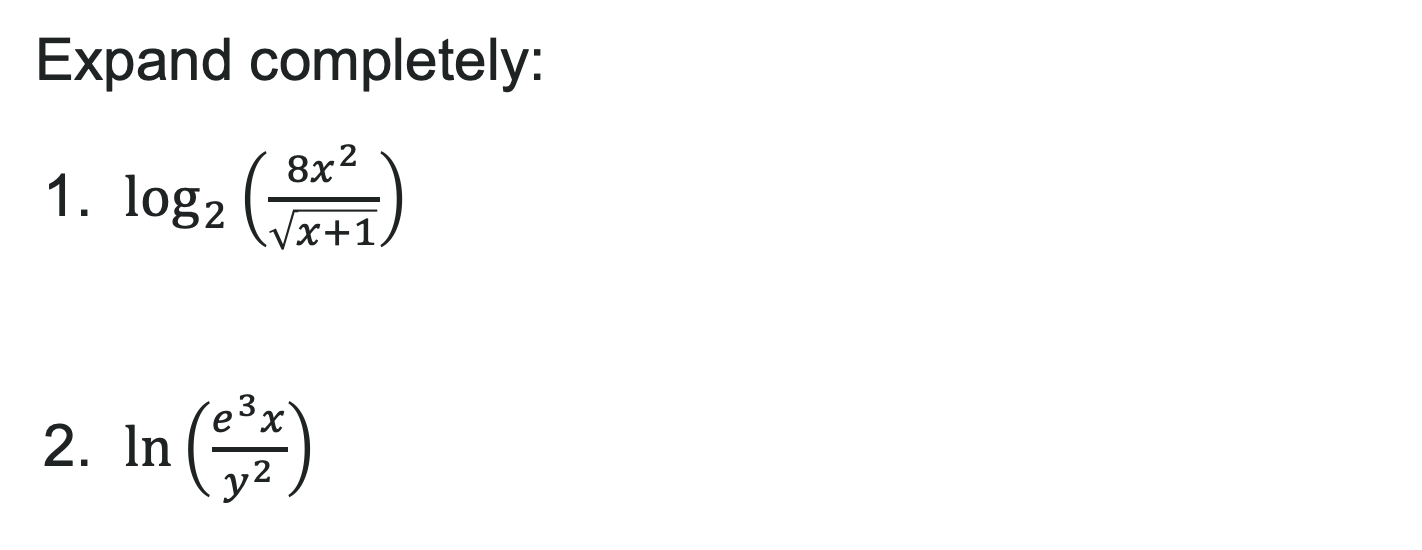 Expand completely:
1. log₂ (8x²/√(x+1))
2. ln (e³x/y²)